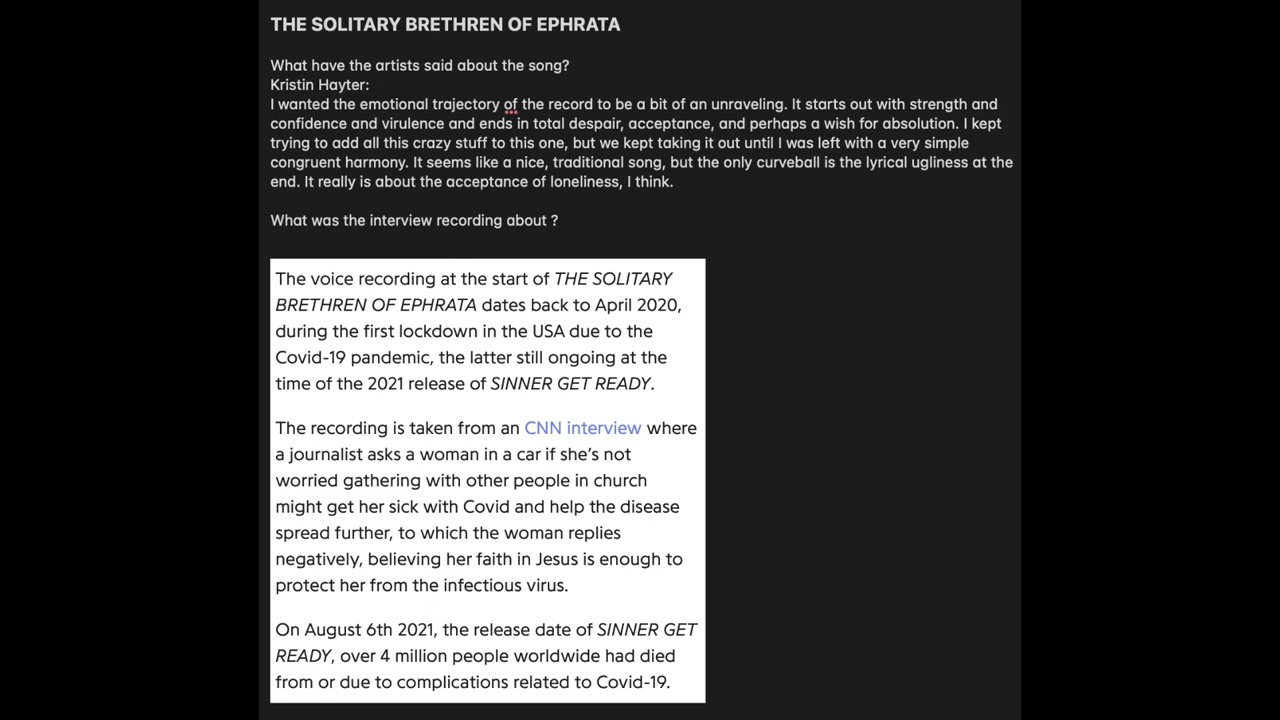 THE SOLITARY BRETHREN OF EPHRATA
What have the artists said about the song?
Kristin Hayter:
I wanted the emotional trajectory of the record to be a bit of an unraveling. It starts out with strength and
confidence and virulence and ends in total despair, acceptance, and perhaps a wish for absolution. I kept
trying to add all this crazy stuff to this one, but we kept taking it out until I was left with a very simple
congruent harmony. It seems like a nice, traditional song, but the only curveball is the lyrical ugliness at the
end. It really is about the acceptance of loneliness, I think.
What was the interview recording about ?
The voice recording at the start of THE SOLITARY
BRETHREN OF EPHRATA dates back to April 2020,
during the first lockdown in the USA due to the
Covid-19 pandemic, the latter still ongoing at the
time of the 2021 release of SINNER GET READY.
The recording is taken from an CNN interview where
a journalist asks a woman in a car if she’s not
worried gathering with other people in church
might get her sick with Covid and help the disease
spread further, to which the woman replies
negatively, believing her faith in Jesus is enough to
protect her from the infectious virus.
On August 6th 2021, the release date of SINNER GET
READY, over 4 million people worldwide had died
from or due to complications related to Covid-19.